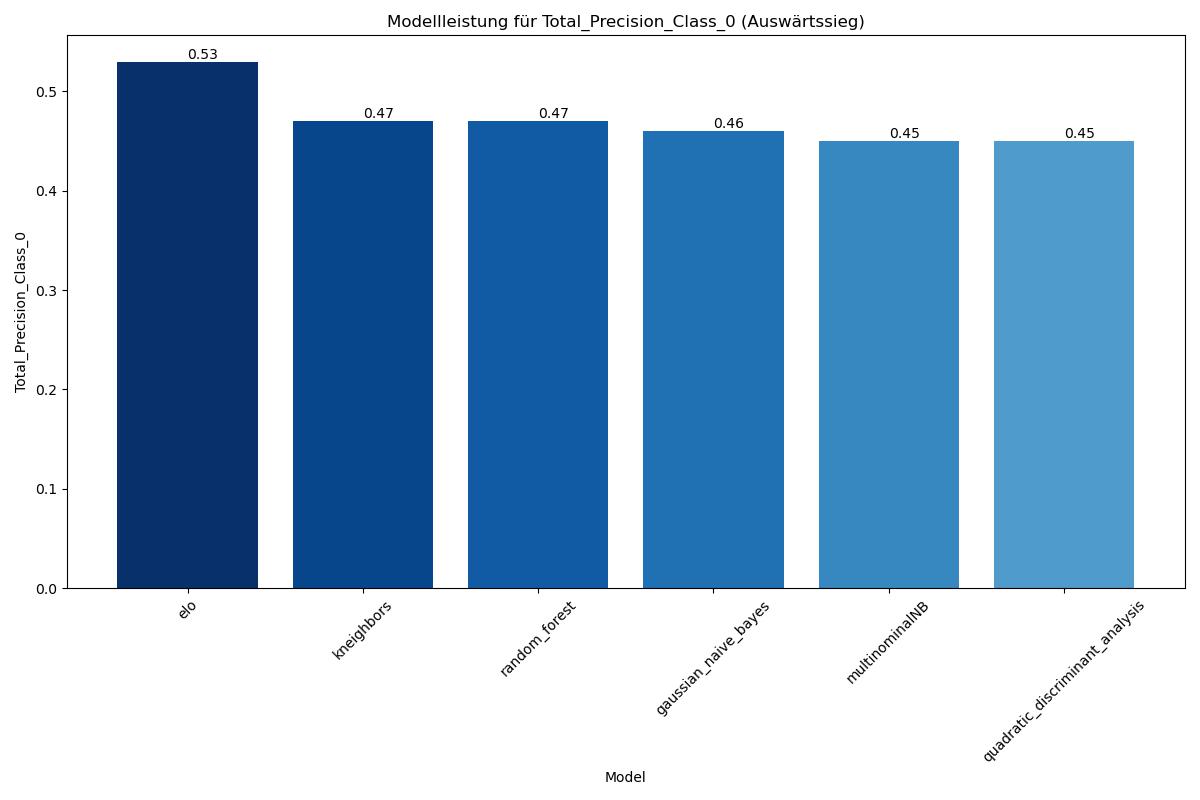 Modellleistung für Total_Precision_Class_0 (Auswärtssieg)
Total_Precision_Class_0
0.5
0.4
0.3
0.2
0.1
0.0
0.53
0.47
0.47
0.46
0.45
0.45
elo
kneighbors
random_forest
gaussian_naive_bayes
multinominalNB
quadratic_discriminant_analysis
Model